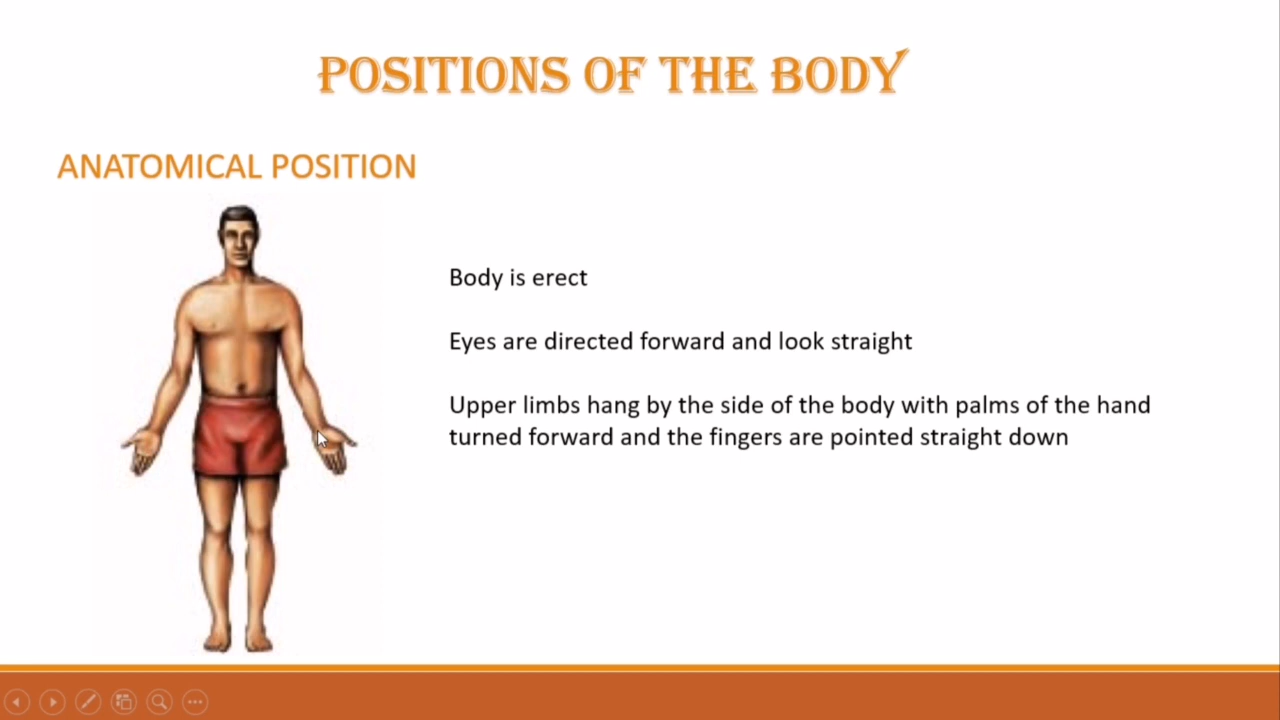 POSITIONS OF THE BODY
ANATOMICAL POSITION
Body is erect
Eyes are directed forward and look straight
Upper limbs hang by the side of the body with palms of the hand
turned forward and the fingers are pointed straight down